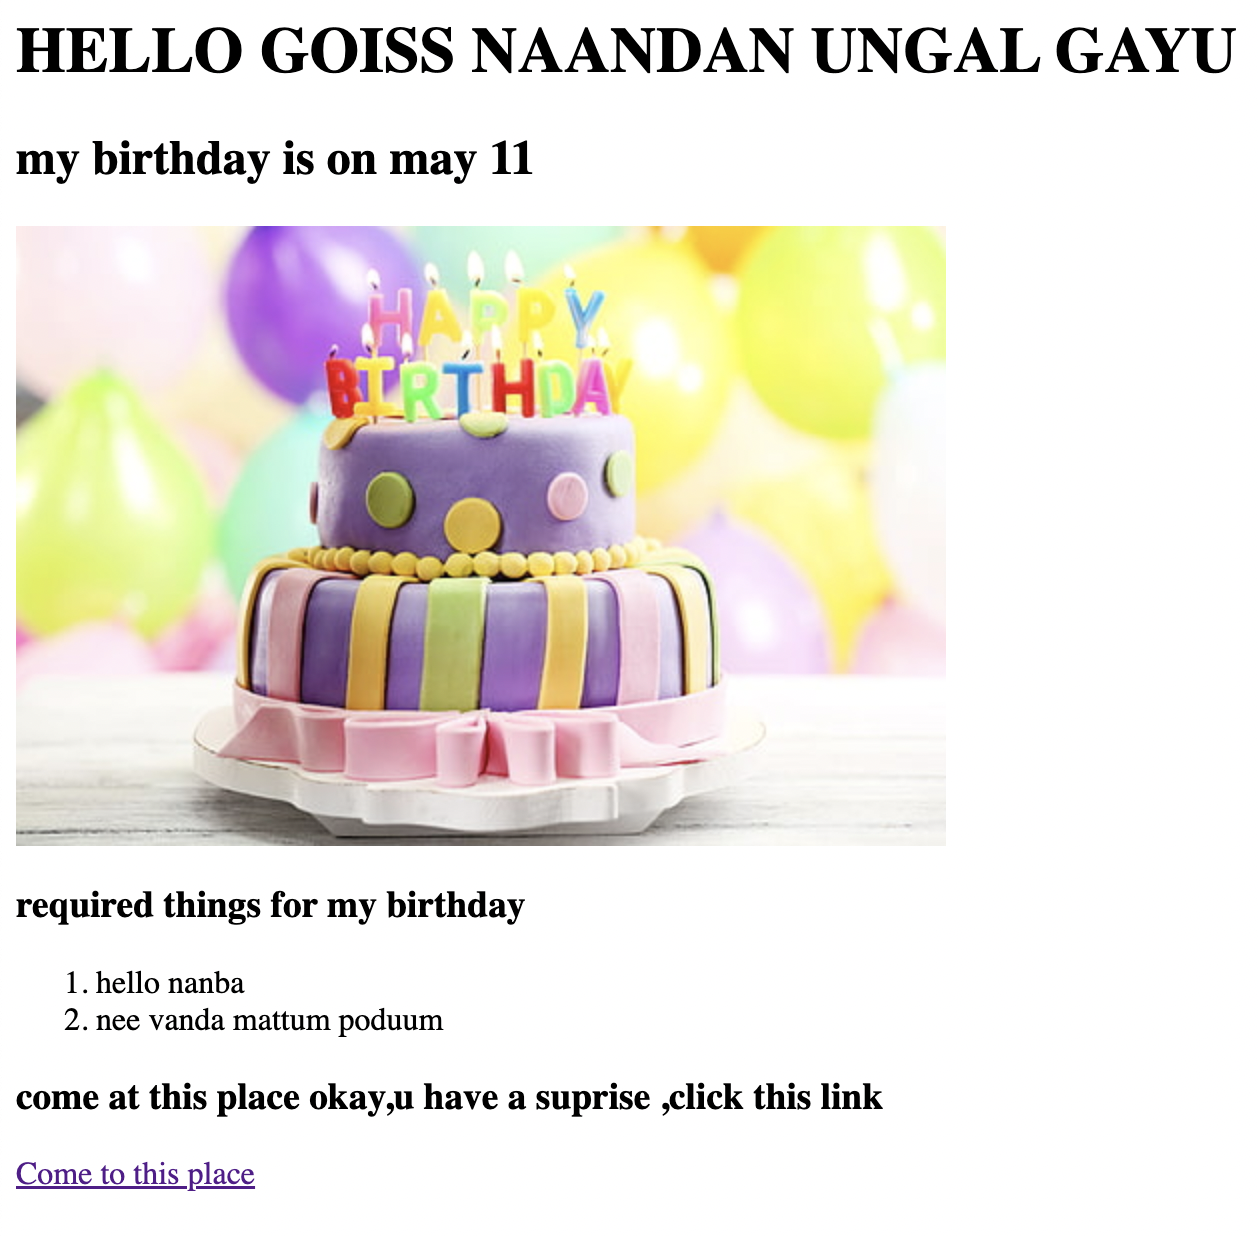 HELLO GOISS NAANDAN UNGAL GAYU
my birthday is on may 11
HAPPY
BIRTHDAY
required things for my birthday
1. hello nanba
2. nee vanda mattum poduum
come at this place okay,u have a suprise ,click this link
Come to this place